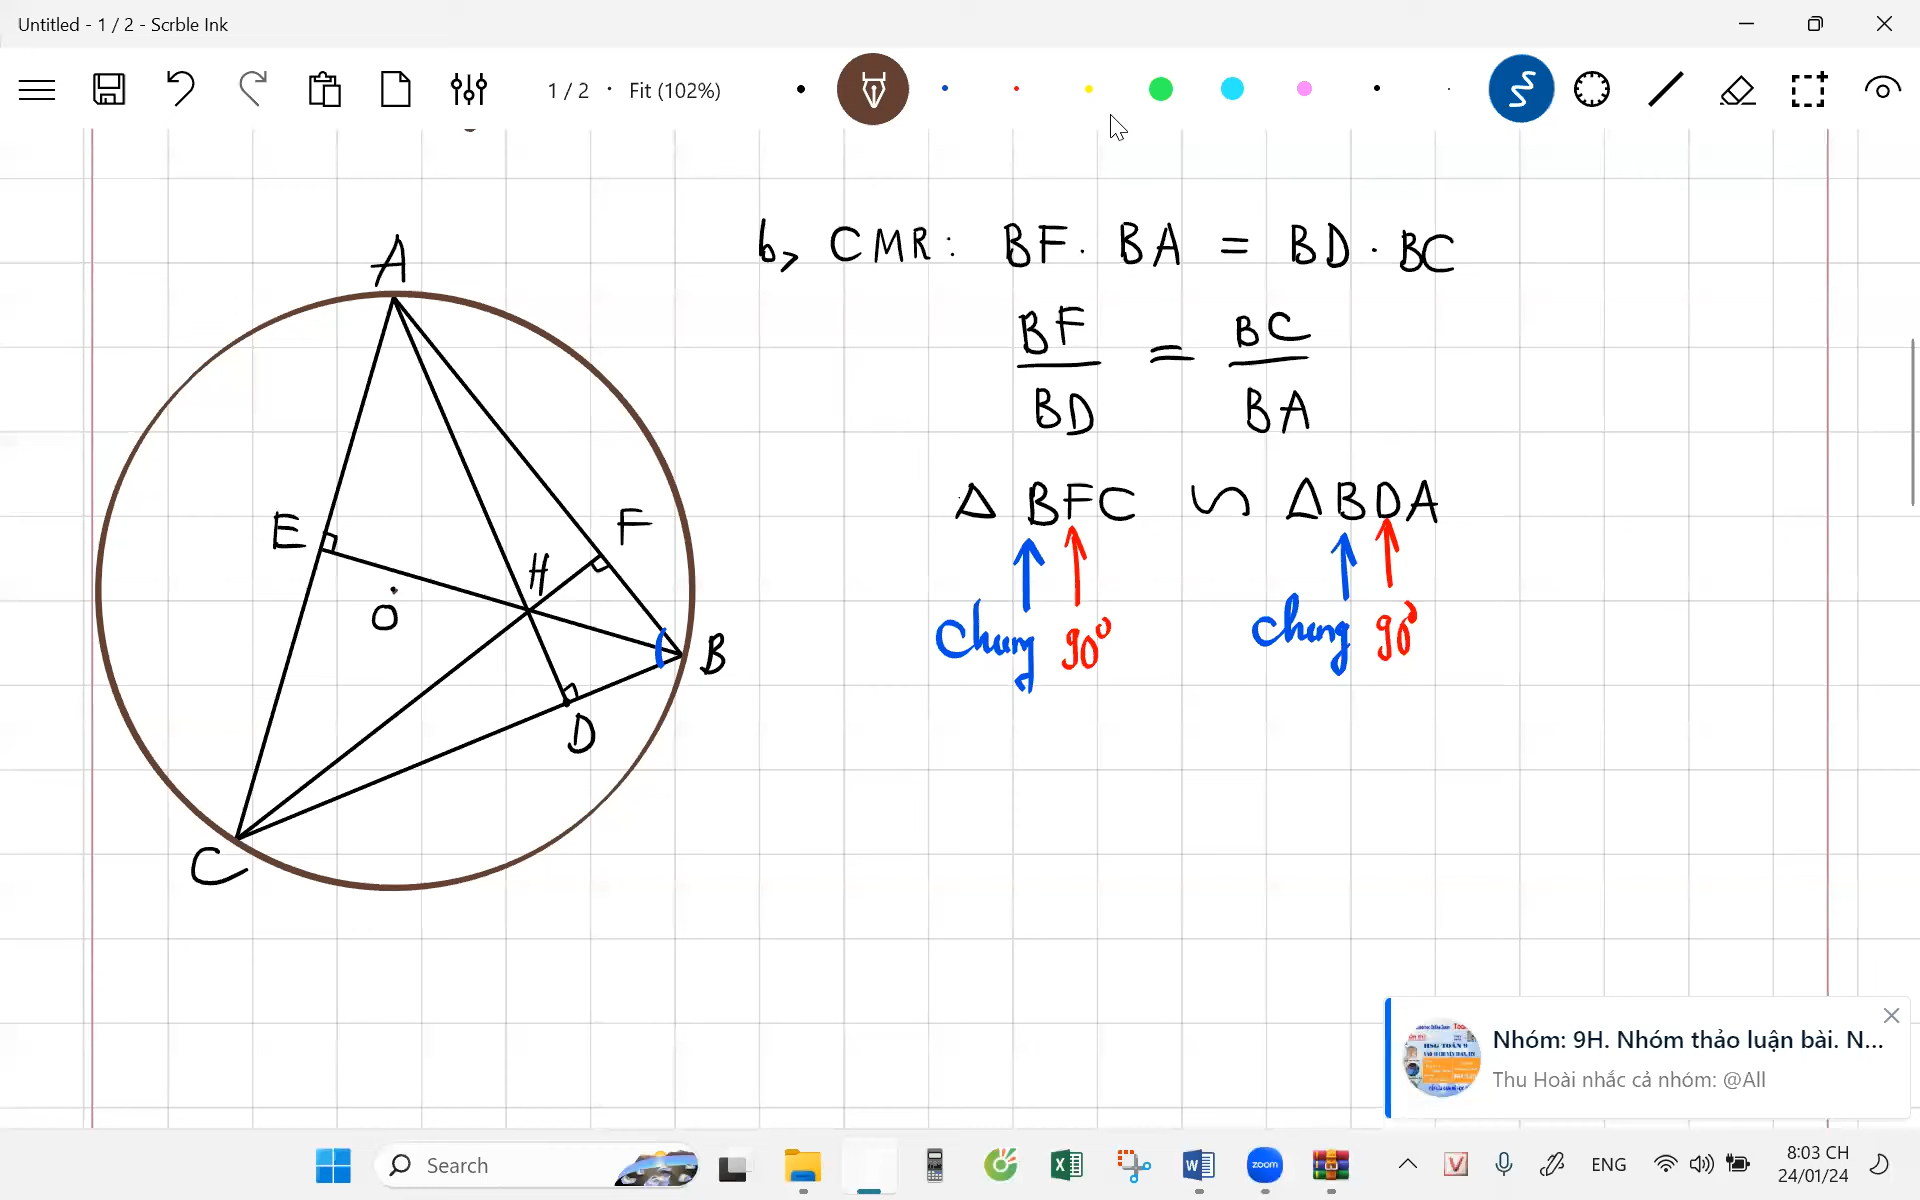 Untitled - 1 / 2 - Scrble Ink
1 / 2 · Fit (102%)
b, CMR: BF . BA = BD . BC
BF / BD = BC / BA
Δ BFC ∽ Δ BDA
Chung 90° chung 90°
A
E
F
H
O
B
D
C
Nhóm: 9H. Nhóm thảo luận bài. N...
Thu Hoài nhắc cả nhóm: @All
Search
zoom
ENG
8:03 CH
24/01/24